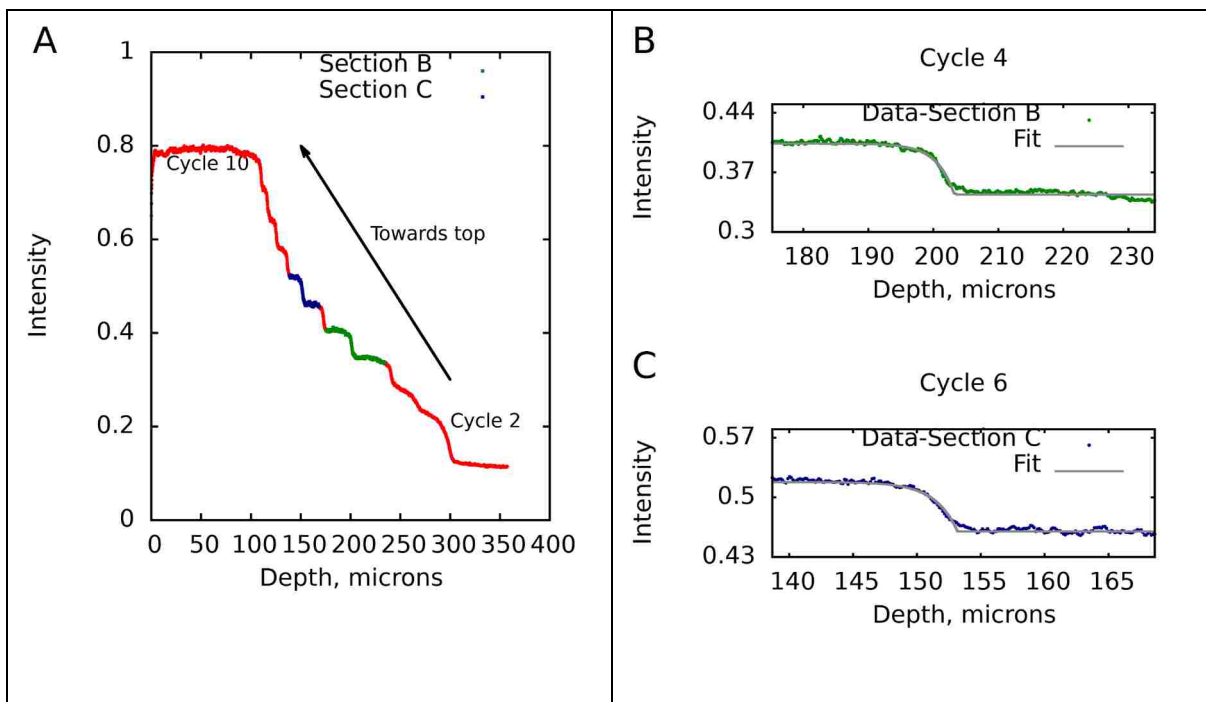 A
1
0.8
0.6
0.4
0.2
0
Section B
Section C
Cycle 10
Towards top
Cycle 2
Intensity
0 50 100 150 200 250 300 350 400
Depth, microns
B
Cycle 4
0.44
0.37
0.3
Data-Section B
Fit
Intensity
180 190 200 210 220 230
Depth, microns
C
Cycle 6
0.57
0.5
0.43
Data-Section C
Fit
Intensity
140 145 150 155 160 165
Depth, microns